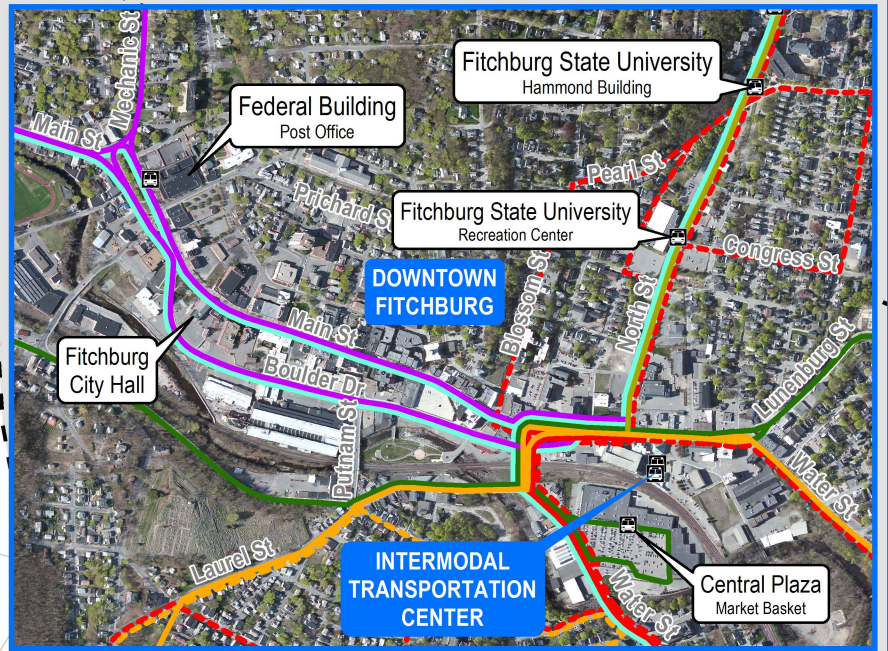 Mechanic St
Main St
Federal Building
Post Office
Fitchburg State University
Hammond Building
Pearl St
Prichard S
Fitchburg State University
Recreation Center
Congress St
DOWNTOWN
FITCHBURG
Blossom St
North St
Main St
Fitchburg
City Hall
Boulder Dr
Lunenburg St
Putnam St
Water St
Laurel St
INTERMODAL
TRANSPORTATION
CENTER
Central Plaza
Market Basket
Water St